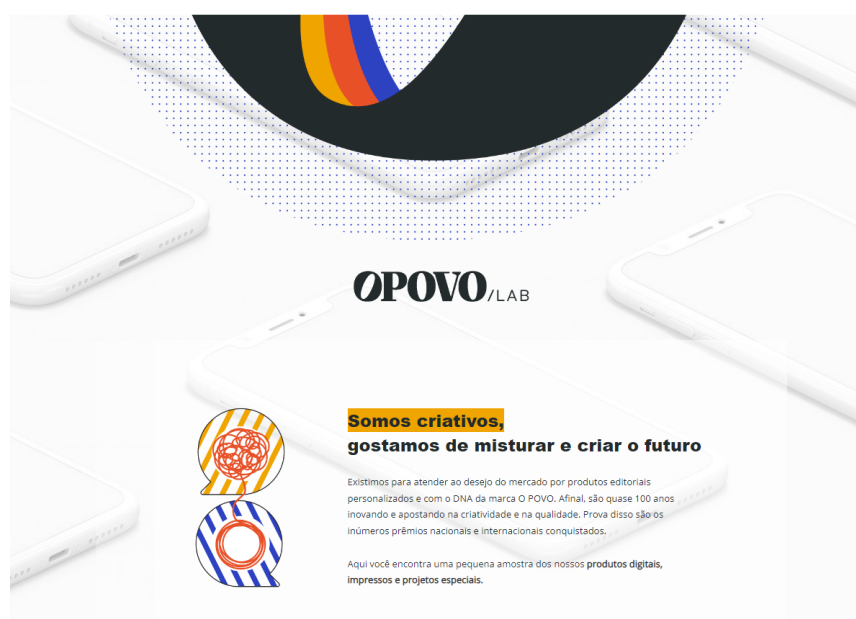 OPOVO/LAB
Somos criativos,
gostamos de misturar e criar o futuro
Existimos para atender ao desejo do mercado por produtos editoriais
personalizados e com o DNA da marca O POVO. Afinal, são quase 100 anos
inovando e apostando na criatividade e na qualidade. Prova disso são os
inúmeros prêmios nacionais e internacionais conquistados.
Aqui você encontra uma pequena amostra dos nossos produtos digitais,
impressos e projetos especiais.